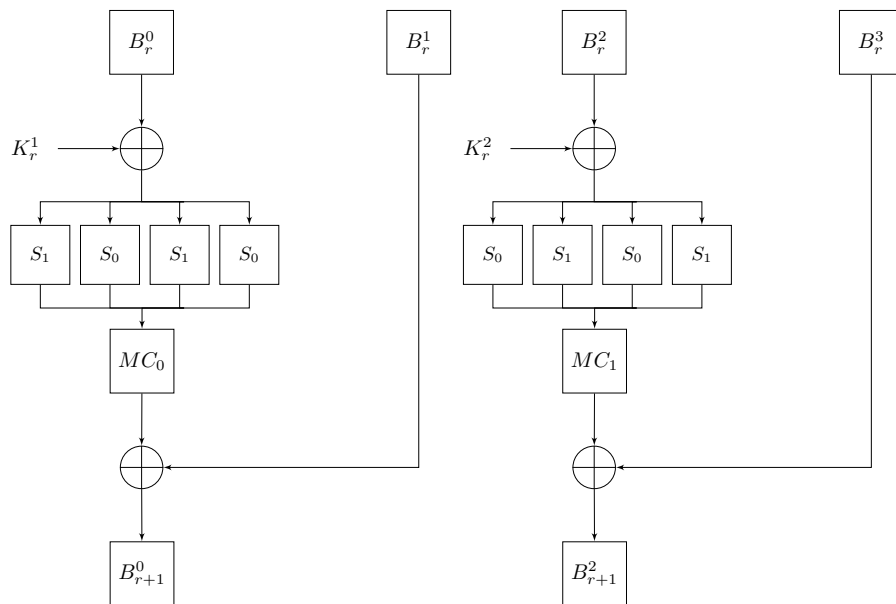 $B_r^0$ $B_r^1$ $B_r^2$ $B_r^3$
$K_r^1$ $K_r^2$
$S_1$ $S_0$ $S_1$ $S_0$ $S_0$ $S_1$ $S_0$ $S_1$
$MC_0$ $MC_1$
$B_{r+1}^0$ $B_{r+1}^2$